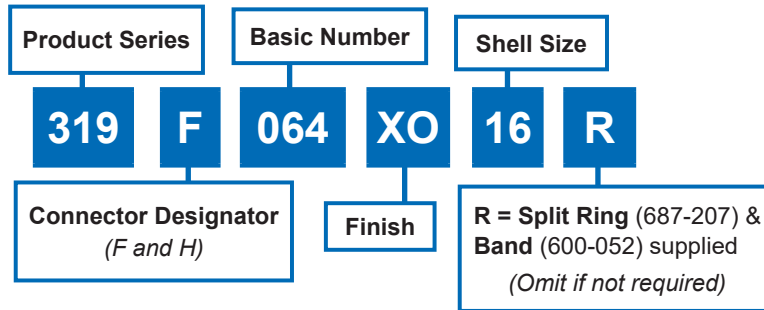 Product Series
Basic Number
Shell Size
319 F 064 XO 16 R
Connector Designator
(F and H)
Finish
R = Split Ring (687-207) &
Band (600-052) supplied
(Omit if not required)